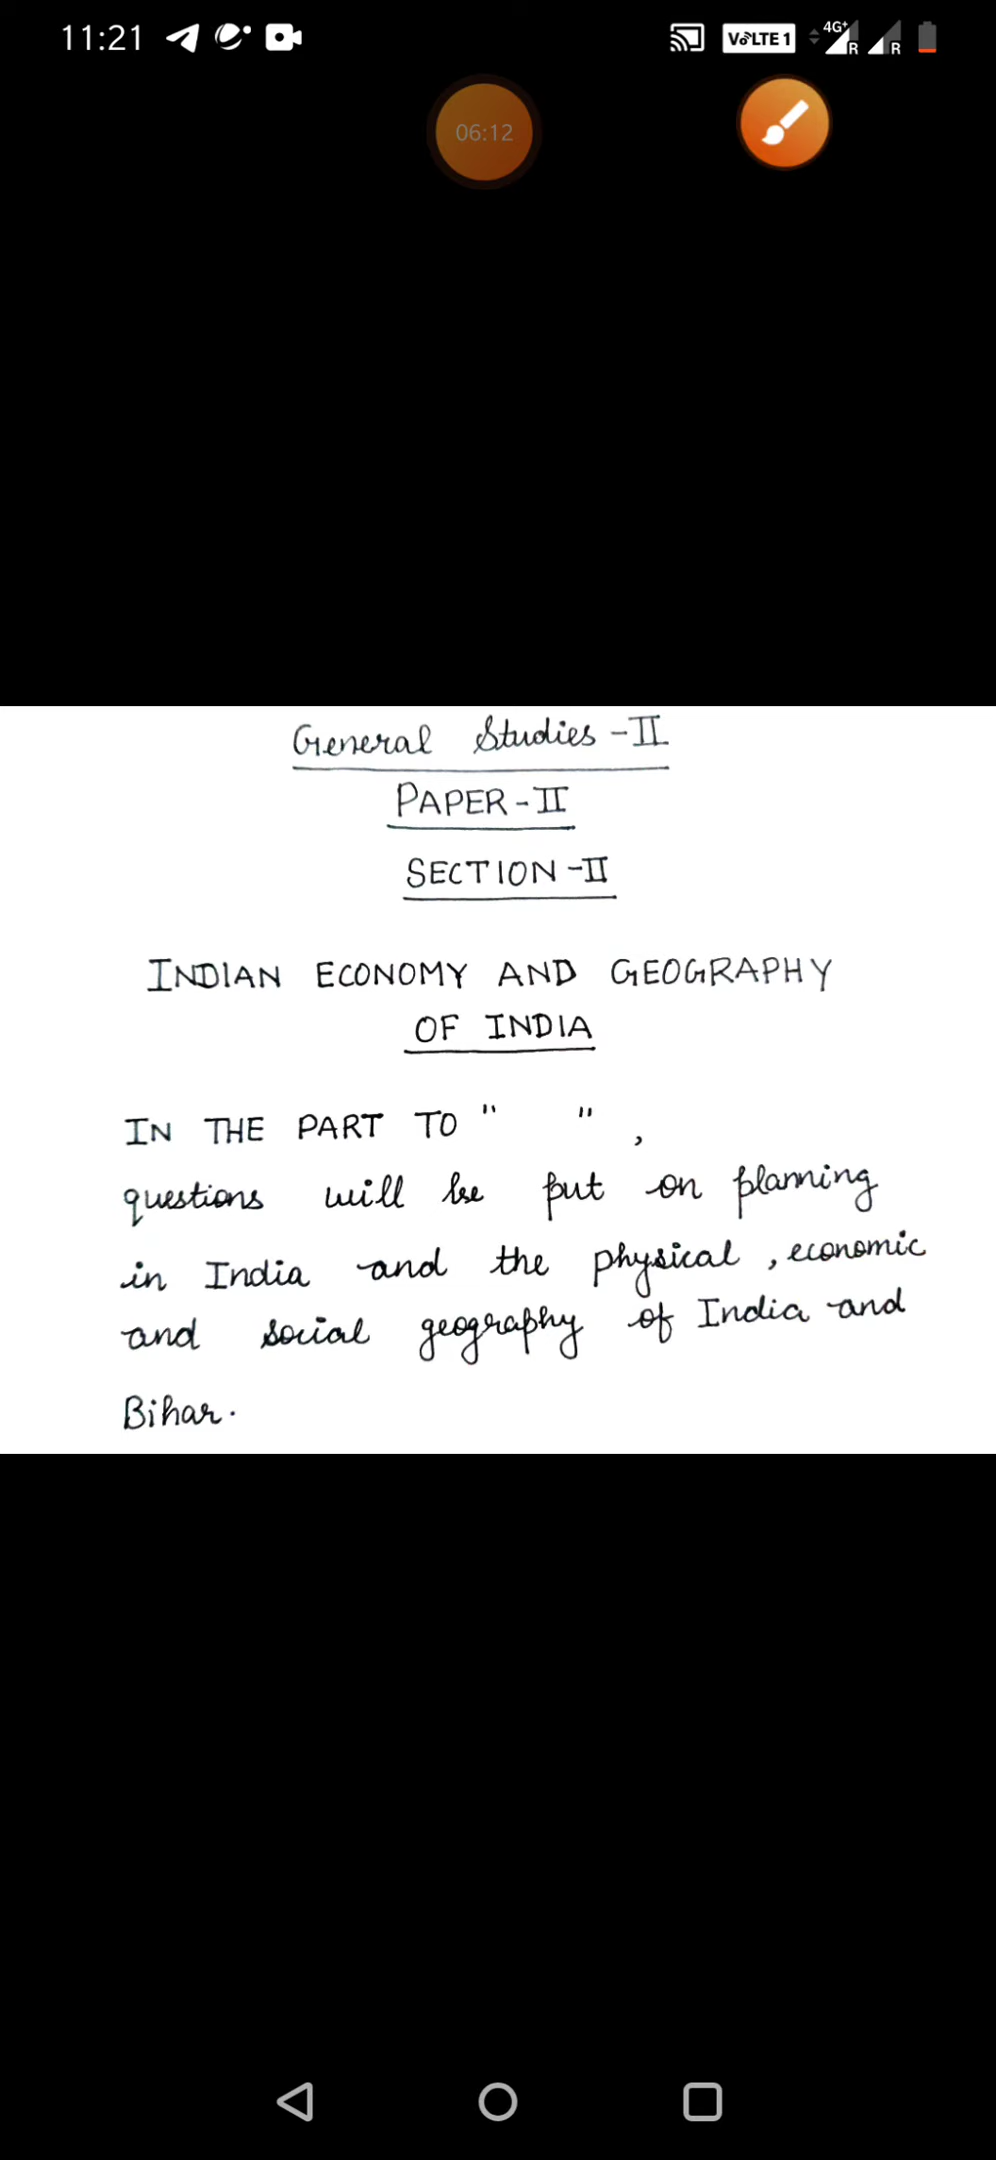 11:21
VoLTE 1
4G+
R
R
06:12
General Studies -II
PAPER-II
SECTION-II
INDIAN ECONOMY AND GEOGRAPHY
OF INDIA
IN THE PART TO "      ",
questions will be put on planning
in India and the physical, economic
and social geography of India and
Bihar.